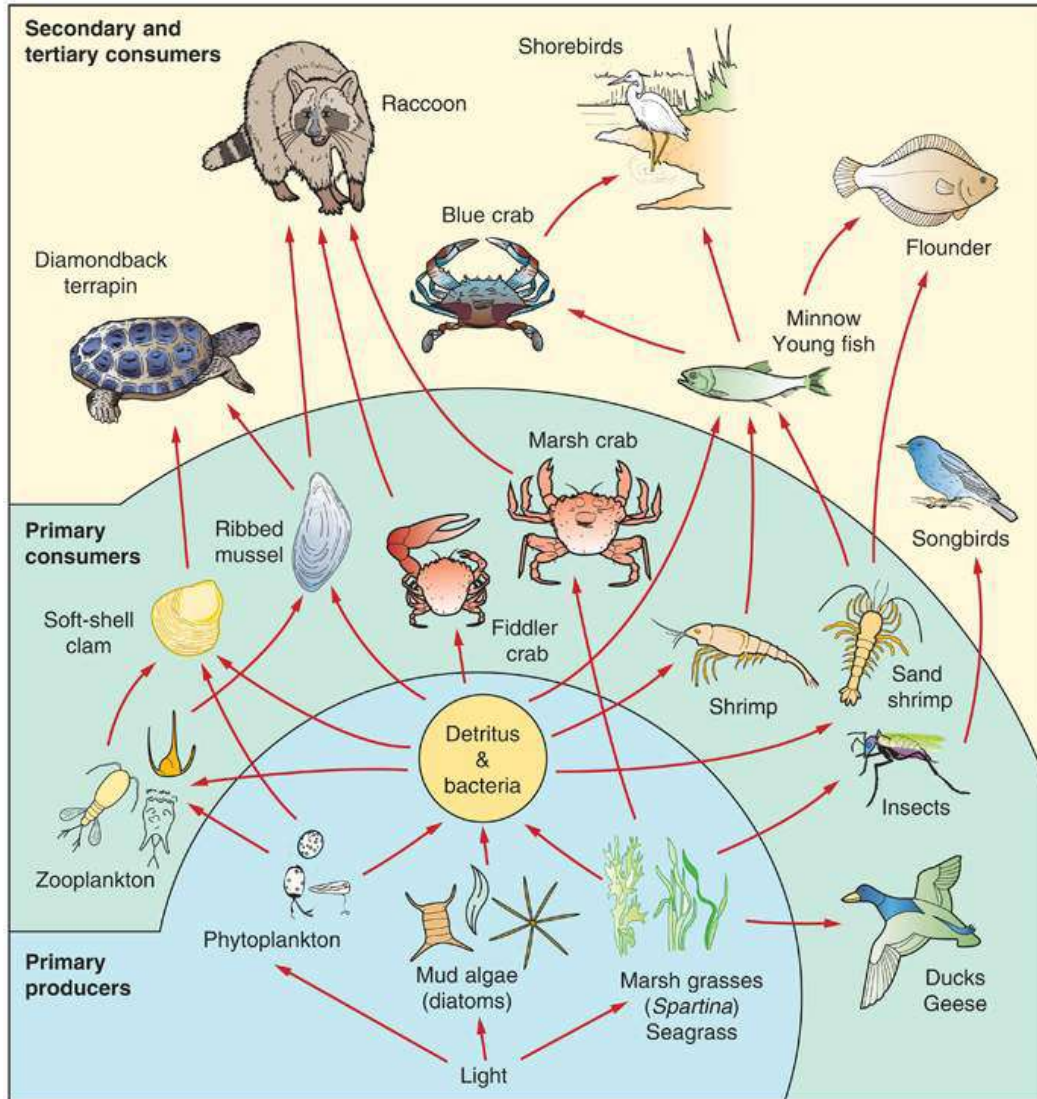 Secondary and
tertiary consumers
Shorebirds
Raccoon
Blue crab
Flounder
Diamondback
terrapin
Minnow
Young fish
Marsh crab
Primary
consumers
Ribbed
mussel
Songbirds
Soft-shell
clam
Fiddler
crab
Shrimp
Sand
shrimp
Detritus
&
bacteria
Insects
Zooplankton
Phytoplankton
Mud algae
(diatoms)
Marsh grasses
(Spartina)
Seagrass
Ducks
Geese
Primary
producers
Light